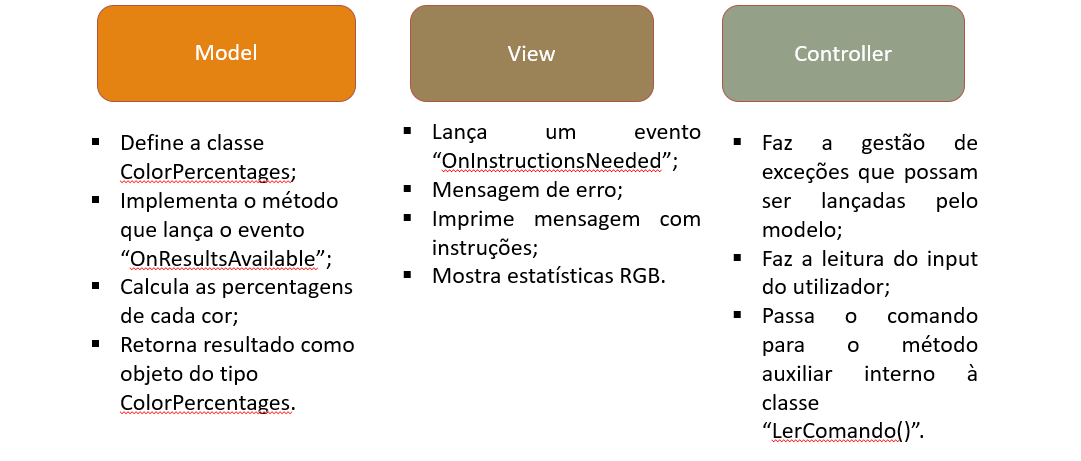 Model
▪ Define a classe
ColorPercentages;
▪ Implementa o método
que lança o evento
“OnResultsAvailable”;
▪ Calcula as percentagens
de cada cor;
▪ Retorna resultado como
objeto do tipo
ColorPercentages.
View
▪ Lança um evento
“OnInstructionsNeeded”;
▪ Mensagem de erro;
▪ Imprime mensagem com
instruções;
▪ Mostra estatísticas RGB.
Controller
▪ Faz a gestão de
exceções que possam
ser lançadas pelo
modelo;
▪ Faz a leitura do input
do utilizador;
▪ Passa o comando
para o método
auxiliar interno à
classe
“LerComando()”.